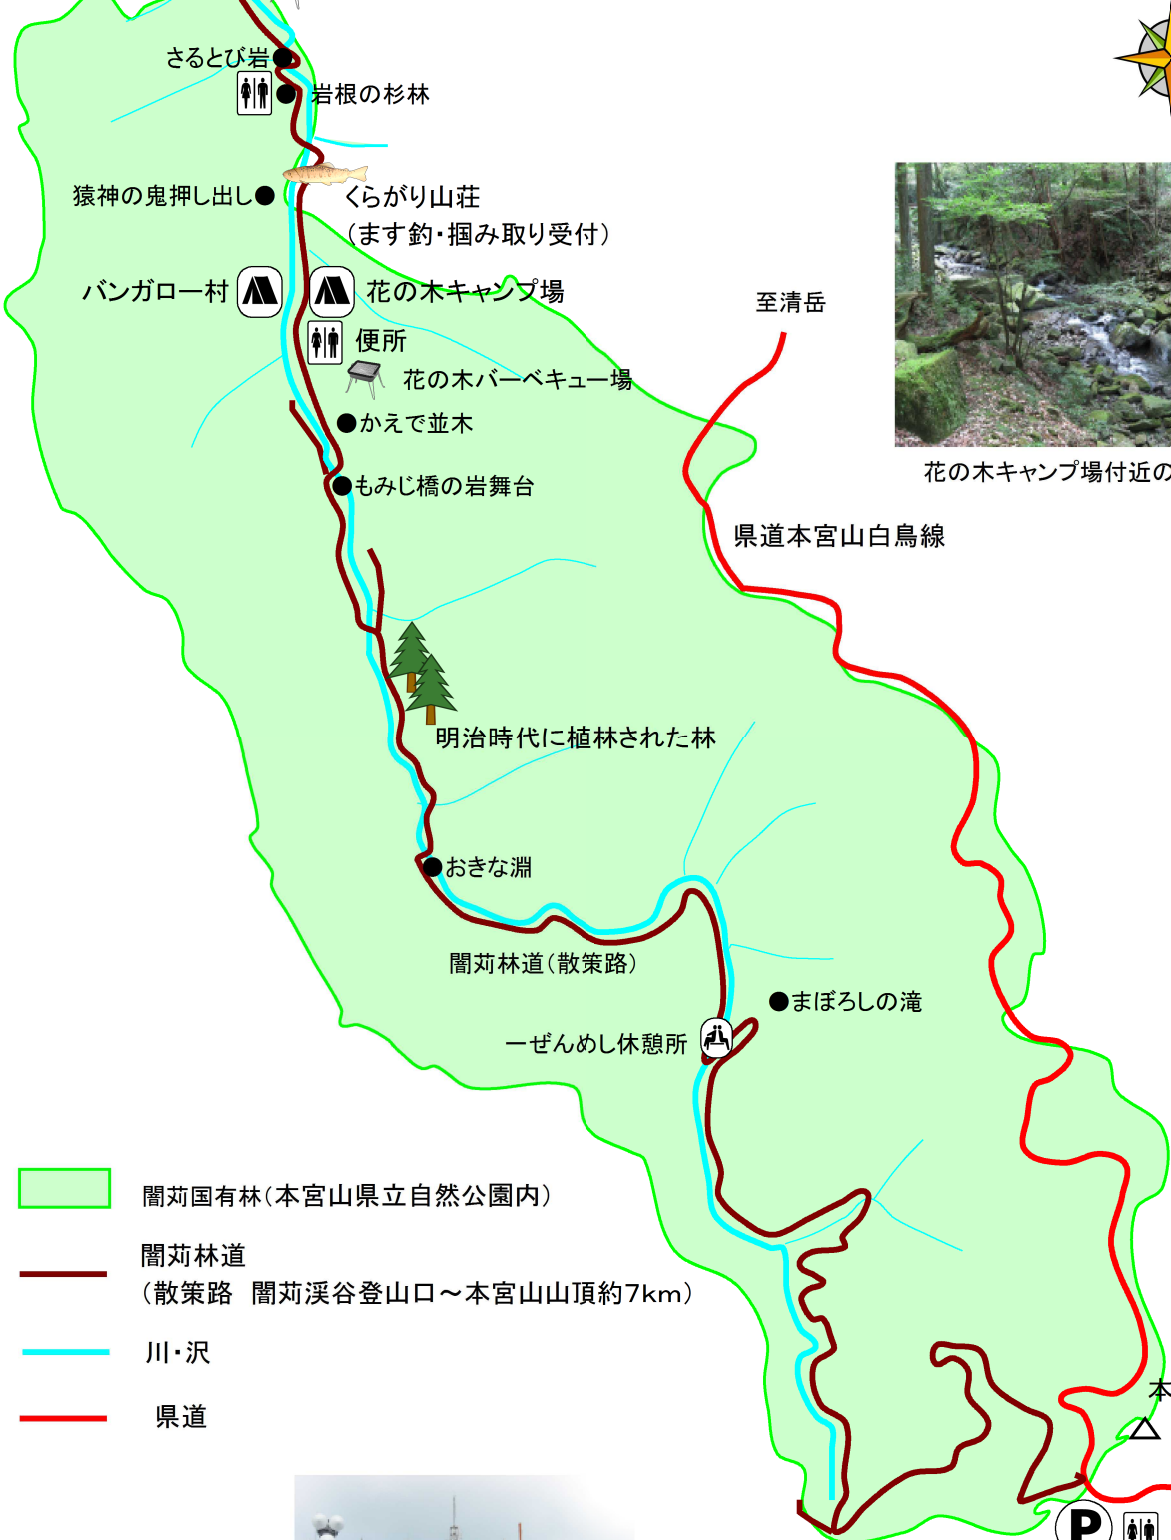 さるとび岩
岩根の杉林
猿神の鬼押し出し
くらがり山荘
（ます釣・掴み取り受付）
バンガロー村
花の木キャンプ場
至清岳
便所
花の木バーベキュー場
かえで並木
花の木キャンプ場付近の
もみじ橋の岩舞台
県道本宮山白鳥線
明治時代に植林された林
おきな淵
闇苅林道（散策路）
まぼろしの滝
一ぜんめし休憩所
闇苅国有林（本宮山県立自然公園内）
闇苅林道
（散策路　闇苅渓谷登山口～本宮山山頂約7km）
川・沢
県道
本
P